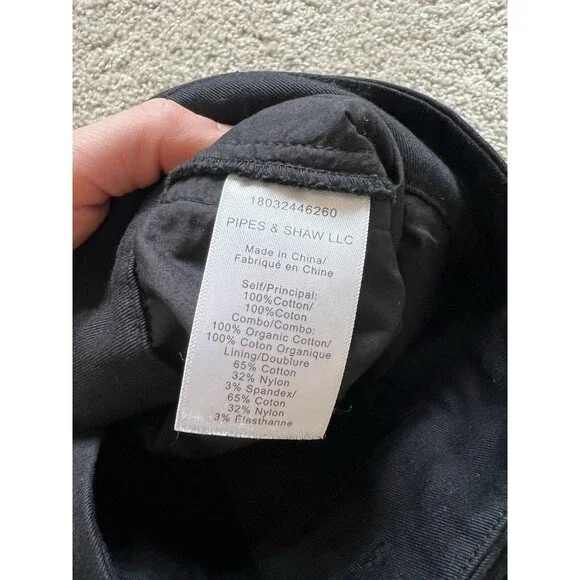 18032446260
PIPES & SHAW LLC
Made in China/
Fabriqué en Chine
Self/Principal:
100%Cotton/
100%Coton
Combo/Combo:
100% Organic Cotton/
100% Coton Organique
Lining/Doublure
65% Cotton
32% Nylon
3% Spandex/
65% Coton
32% Nylon
3% Élasthanne